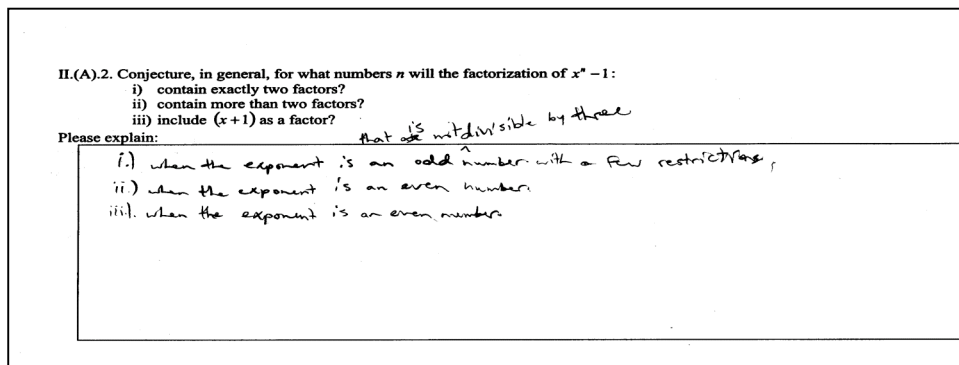 II.(A).2. Conjecture, in general, for what numbers n will the factorization of xⁿ – 1:
i) contain exactly two factors?
ii) contain more than two factors?
iii) include (x + 1) as a factor?
that is not divisible by three
Please explain:
i.) when the exponent is an odd ^ number with a few restrictions,
ii.) when the exponent is an even number.
iii). when the exponent is an even number.